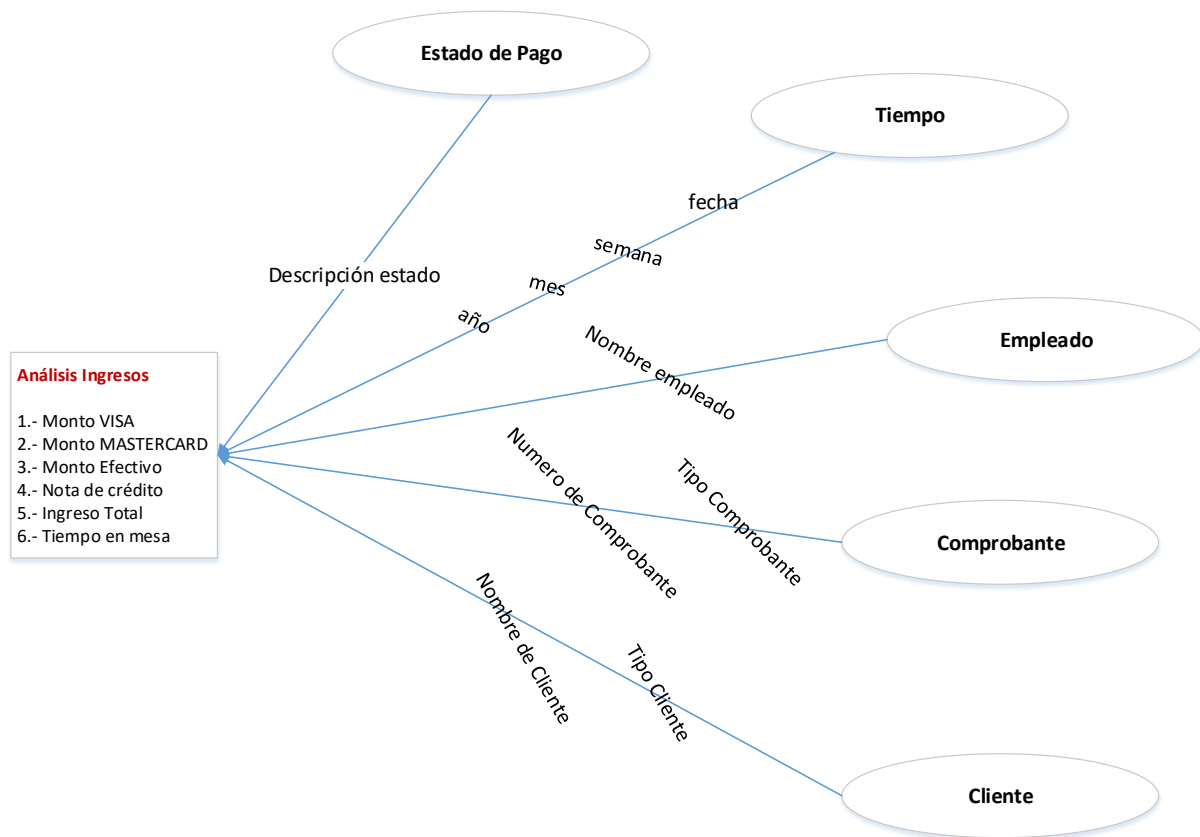 Estado de Pago
Tiempo
fecha
semana
Descripción estado
mes
año
Nombre empleado
Empleado
Análisis Ingresos
1.- Monto VISA
2.- Monto MASTERCARD
3.- Monto Efectivo
4.- Nota de crédito
5.- Ingreso Total
6.- Tiempo en mesa
Numero de Comprobante
Tipo Comprobante
Comprobante
Nombre de Cliente
Tipo Cliente
Cliente